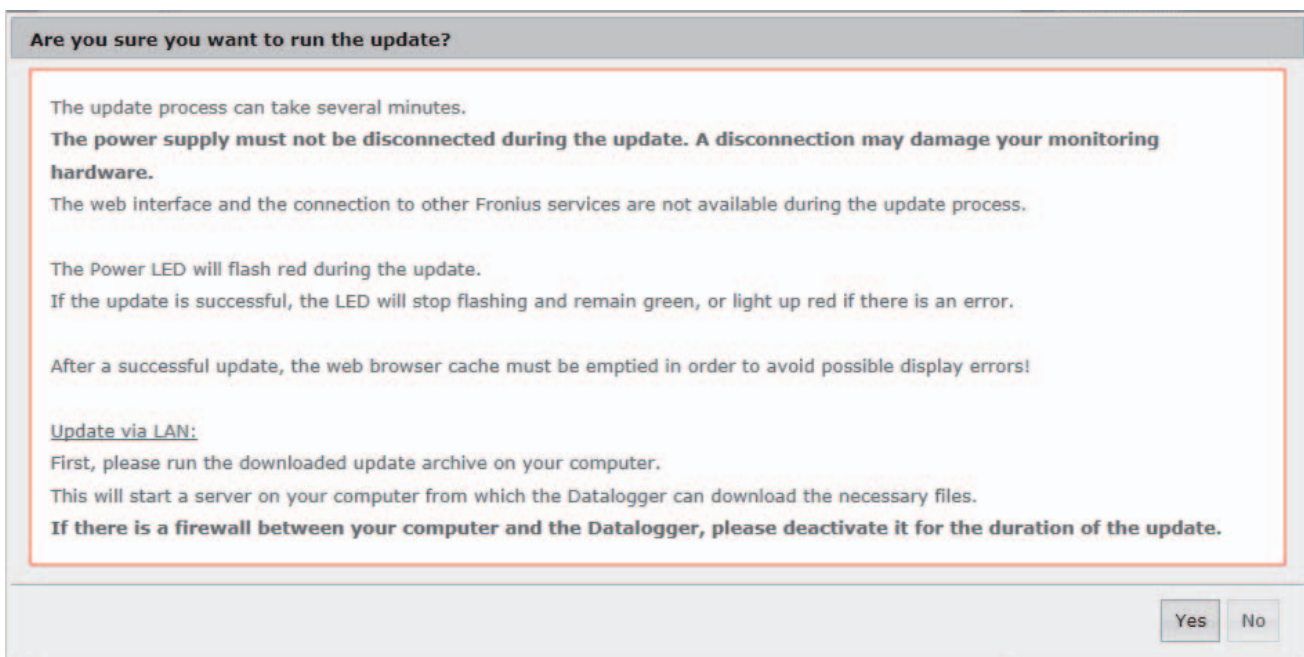 Are you sure you want to run the update?
The update process can take several minutes.
The power supply must not be disconnected during the update. A disconnection may damage your monitoring
hardware.
The web interface and the connection to other Fronius services are not available during the update process.
The Power LED will flash red during the update.
If the update is successful, the LED will stop flashing and remain green, or light up red if there is an error.
After a successful update, the web browser cache must be emptied in order to avoid possible display errors!
Update via LAN:
First, please run the downloaded update archive on your computer.
This will start a server on your computer from which the Datalogger can download the necessary files.
If there is a firewall between your computer and the Datalogger, please deactivate it for the duration of the update.
Yes No